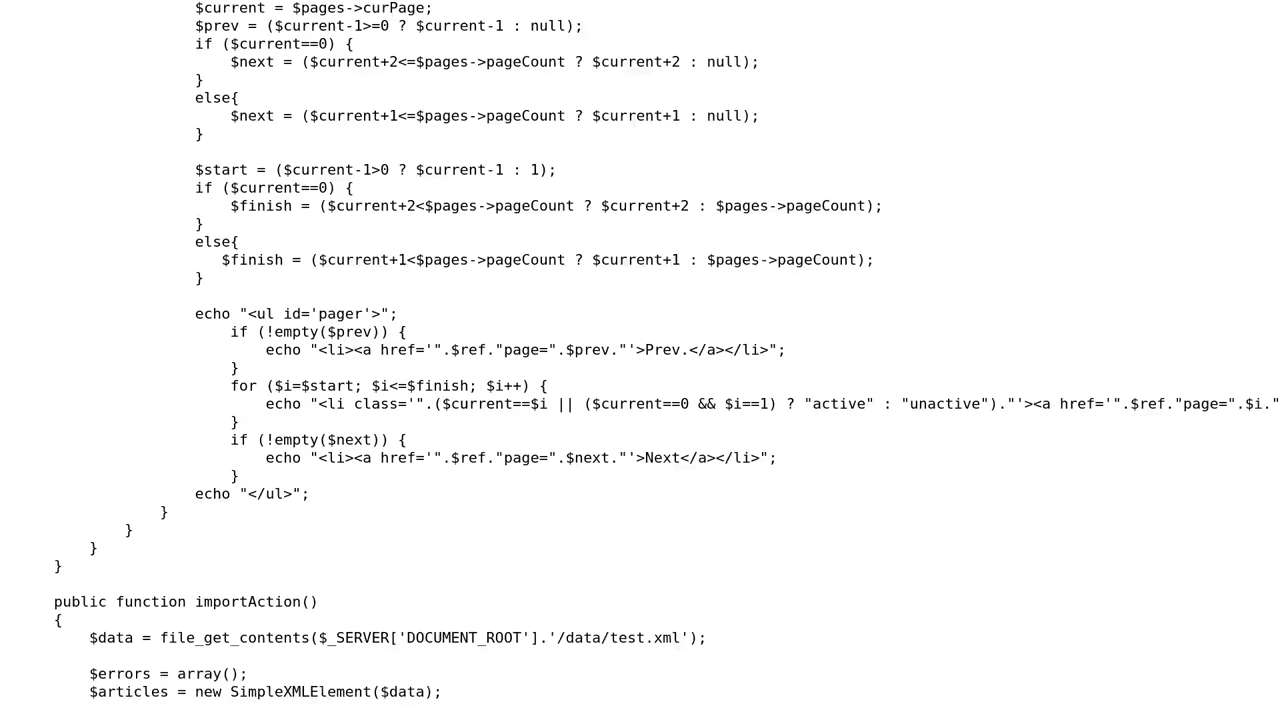 $current = $pages->curPage;
$prev = ($current-1>=0 ? $current-1 : null);
if ($current==0) {
$next = ($current+2<=$pages->pageCount ? $current+2 : null);
}
else{
$next = ($current+1<=$pages->pageCount ? $current+1 : null);
}
$start = ($current-1>0 ? $current-1 : 1);
if ($current==0) {
$finish = ($current+2<$pages->pageCount ? $current+2 : $pages->pageCount);
}
else{
$finish = ($current+1<$pages->pageCount ? $current+1 : $pages->pageCount);
}
echo "<ul id='pager'>";
if (!empty($prev)) {
echo "<li><a href='".$ref."page=".$prev."'>Prev.</a></li>";
}
for ($i=$start; $i<=$finish; $i++) {
echo "<li class='".($current==$i || ($current==0 && $i==1) ? "active" : "unactive")."'><a href='".$ref."page=".$i."
}
if (!empty($next)) {
echo "<li><a href='".$ref."page=".$next."'>Next</a></li>";
}
echo "</ul>";
}
}
}
}
public function importAction()
{
$data = file_get_contents($_SERVER['DOCUMENT_ROOT'].'/data/test.xml');
$errors = array();
$articles = new SimpleXMLElement($data);